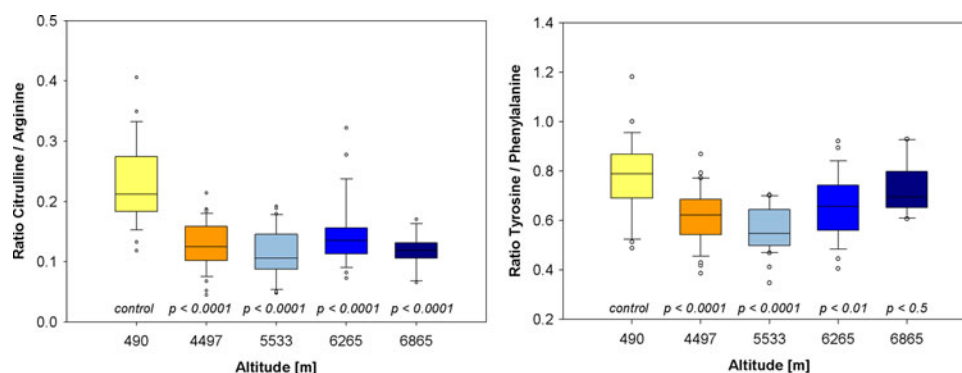 Ratio Citrulline / Arginine
0.5
0.4
0.3
0.2
0.1
0.0
control p < 0.0001 p < 0.0001 p < 0.0001 p < 0.0001
490 4497 5533 6265 6865
Altitude [m]
Ratio Tyrosine / Phenylalanine
1.4
1.2
1.0
0.8
0.6
0.4
0.2
control p < 0.0001 p < 0.0001 p < 0.01 p < 0.5
490 4497 5533 6265 6865
Altitude [m]